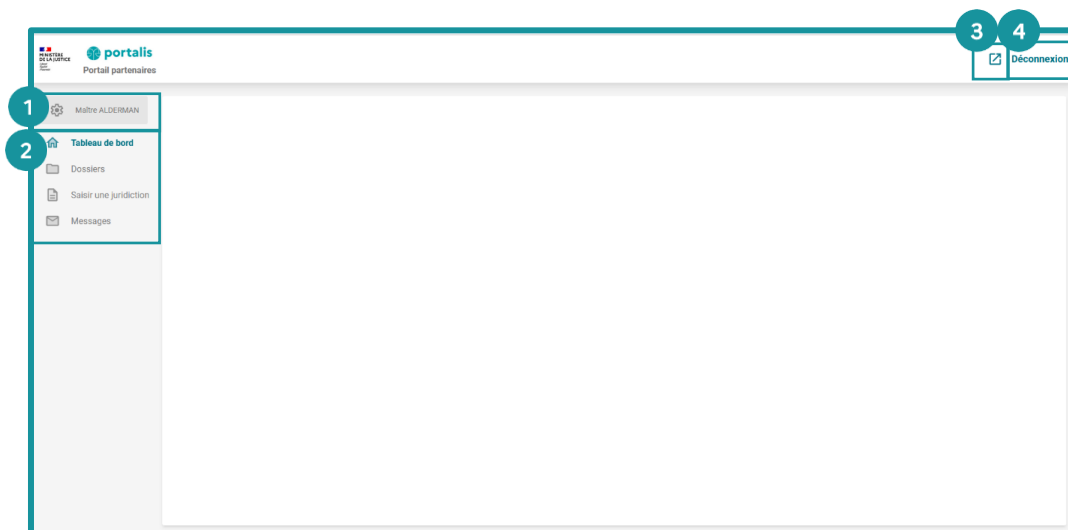 3 4
MINISTÈRE
DE LA JUSTICE
portalis
Portail partenaires
Déconnexion
1
Maître ALDERMAN
2
Tableau de bord
Dossiers
Saisir une juridiction
Messages